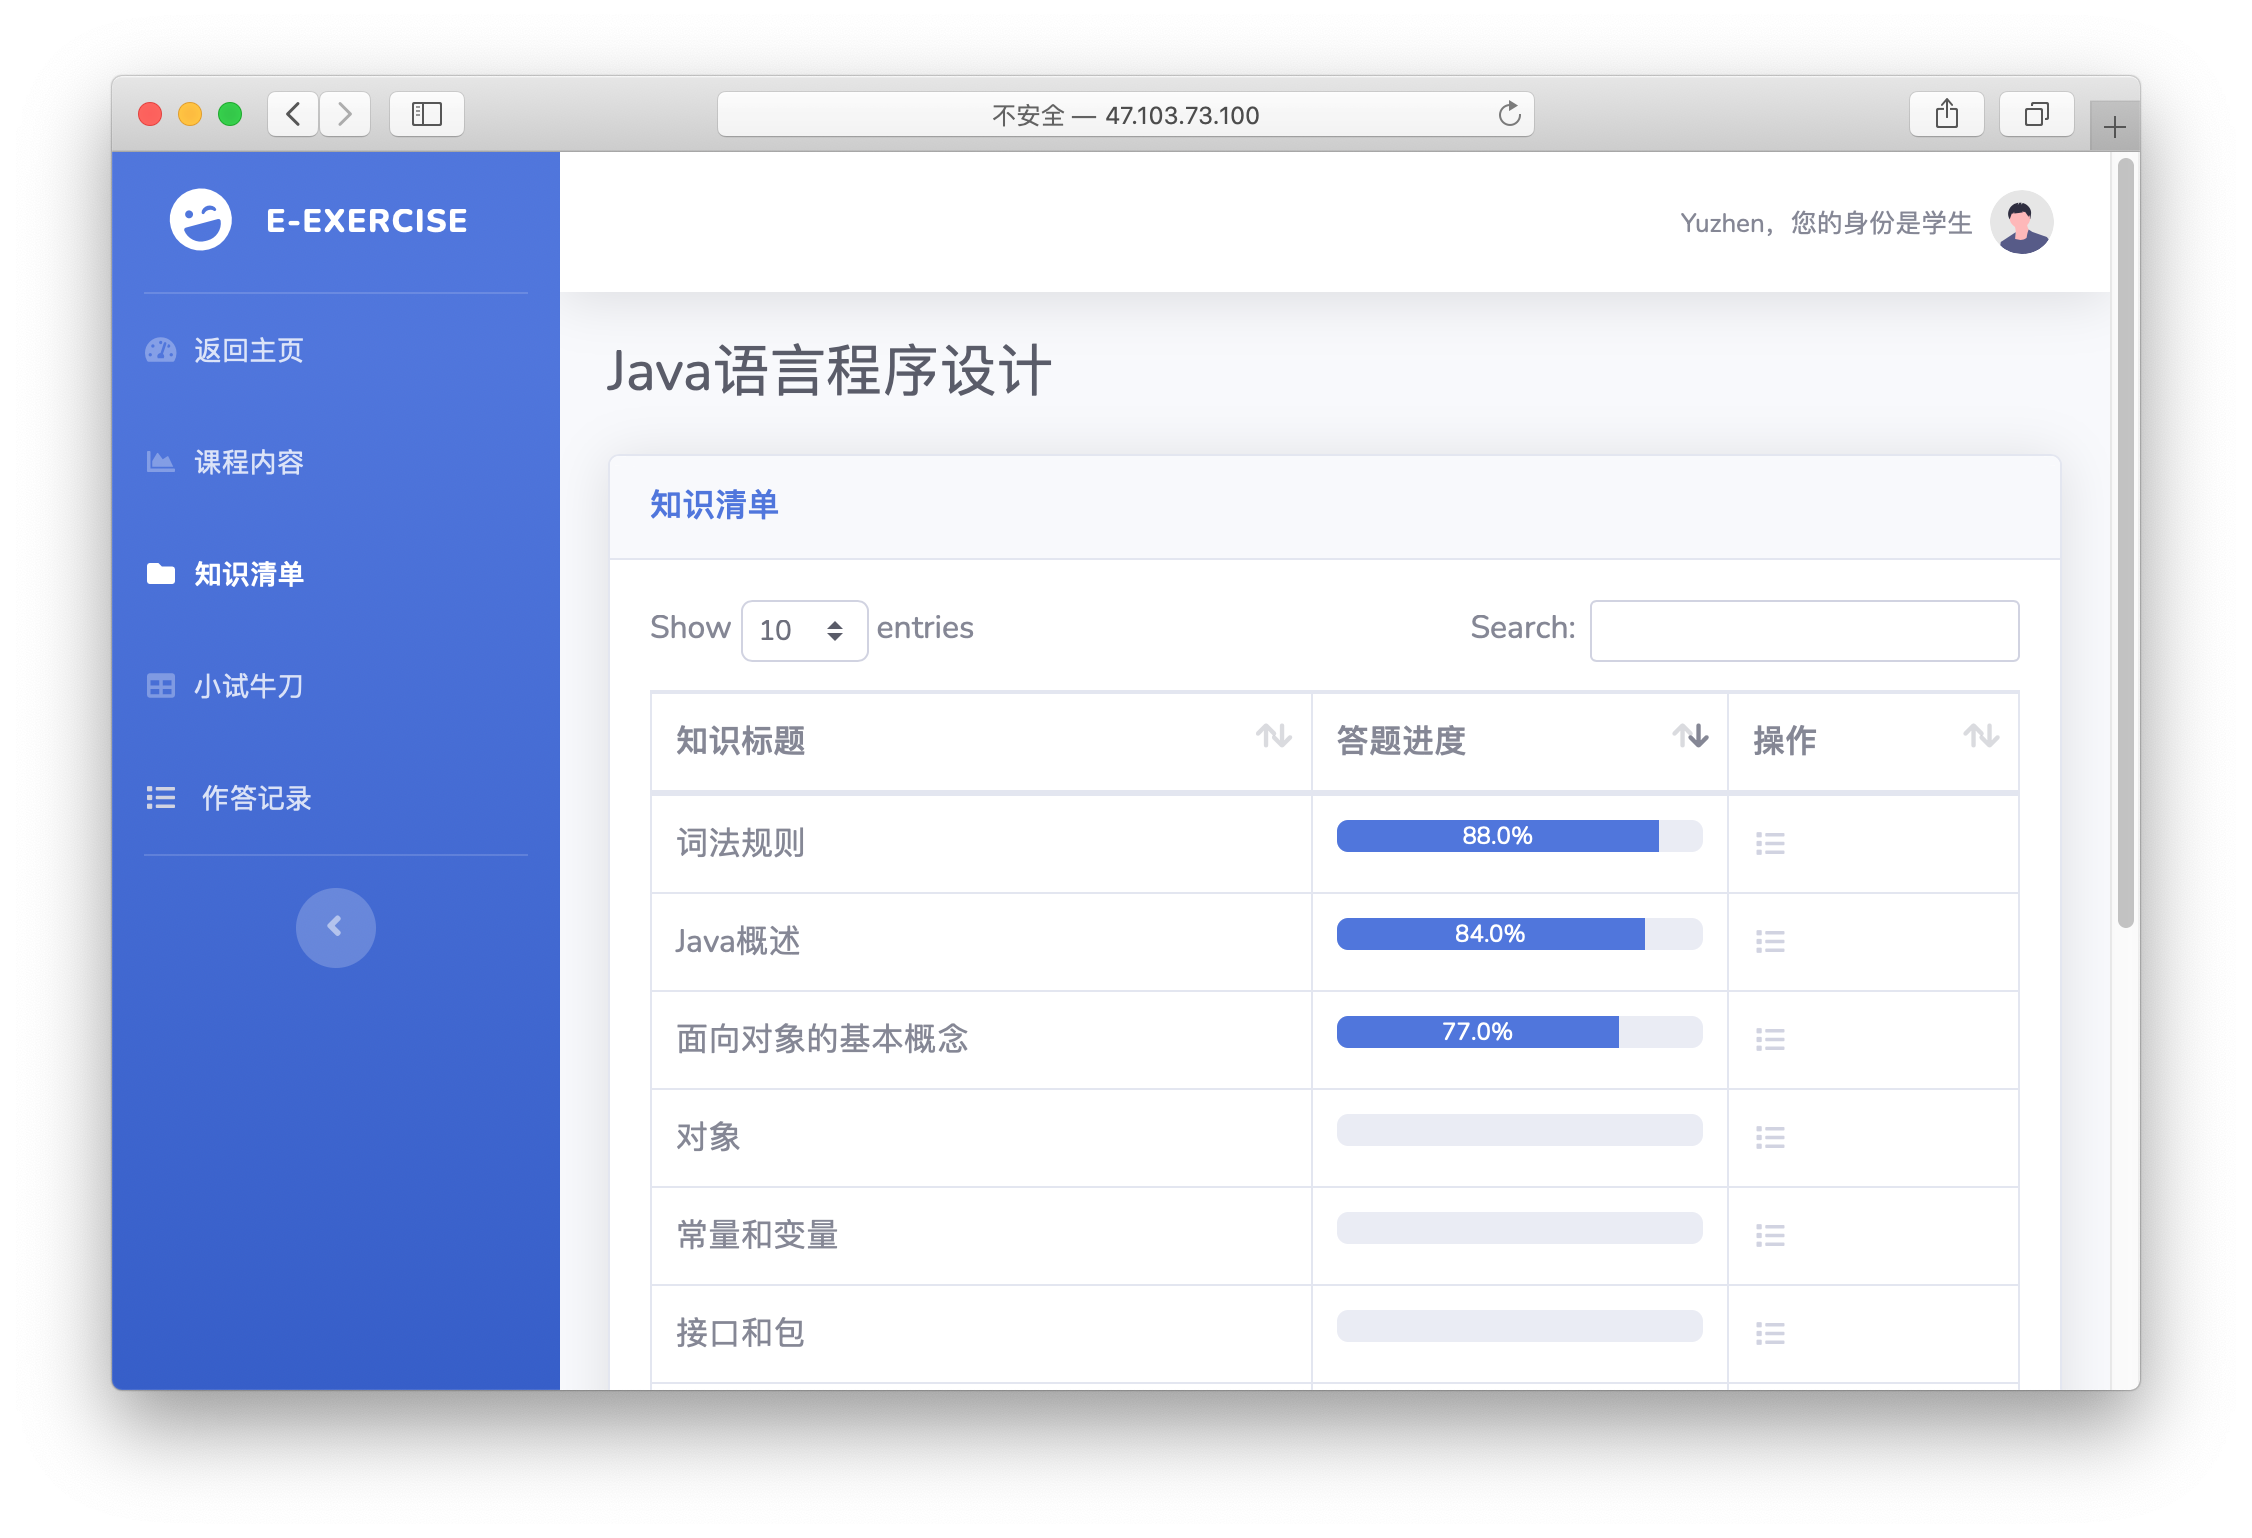 不安全 — 47.103.73.100
E-EXERCISE
Yuzhen，您的身份是学生
返回主页
课程内容
知识清单
小试牛刀
作答记录
Java语言程序设计
知识清单
Show 10 entries
Search:
知识标题 答题进度 操作
词法规则 88.0%
Java概述 84.0%
面向对象的基本概念 77.0%
对象
常量和变量
接口和包